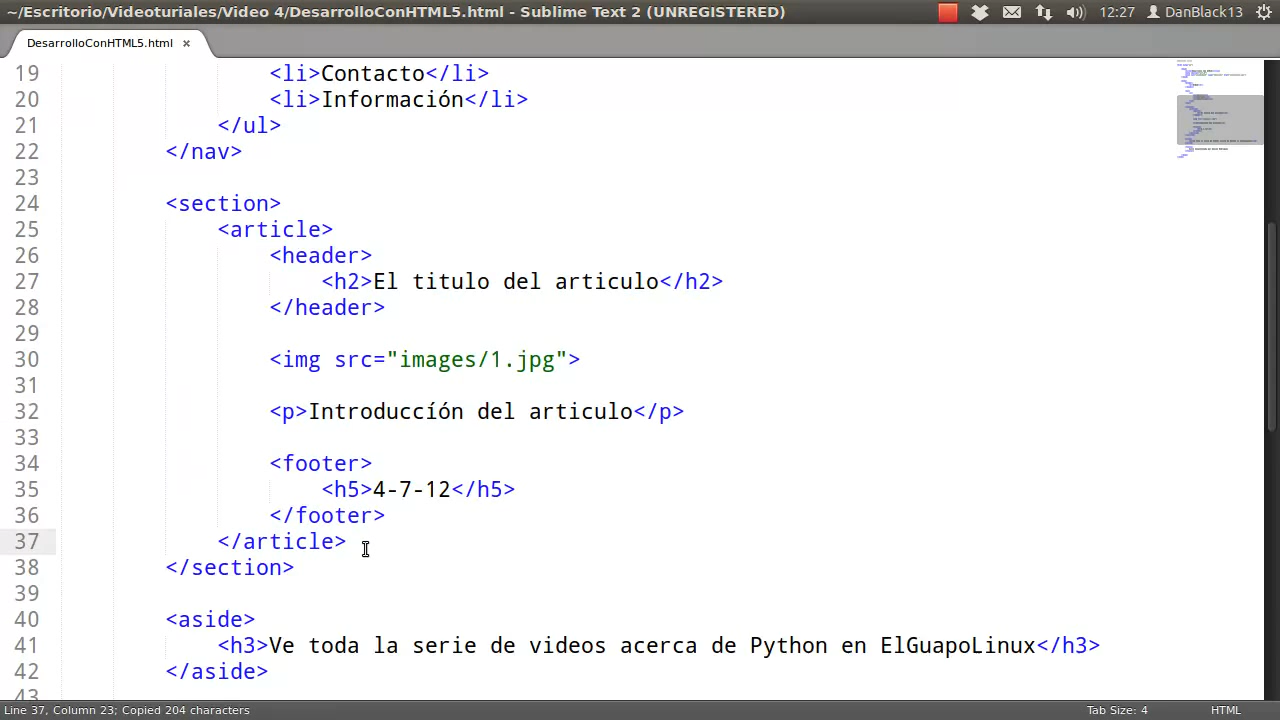 ~/Escritorio/Videoturiales/Video 4/DesarrolloConHTML5.html - Sublime Text 2 (UNREGISTERED) 12:27 DanBlack13
DesarrolloConHTML5.html ×
19 <li>Contacto</li>
20 <li>Información</li>
21 </ul>
22 </nav>
23
24 <section>
25 <article>
26 <header>
27 <h2>El titulo del articulo</h2>
28 </header>
29
30 <img src="images/1.jpg">
31
32 <p>Introduccíón del articulo</p>
33
34 <footer>
35 <h5>4-7-12</h5>
36 </footer>
37 </article>
38 </section>
39
40 <aside>
41 <h3>Ve toda la serie de videos acerca de Python en ElGuapoLinux</h3>
42 </aside>
43
Line 37, Column 23; Copied 204 characters Tab Size: 4 HTML